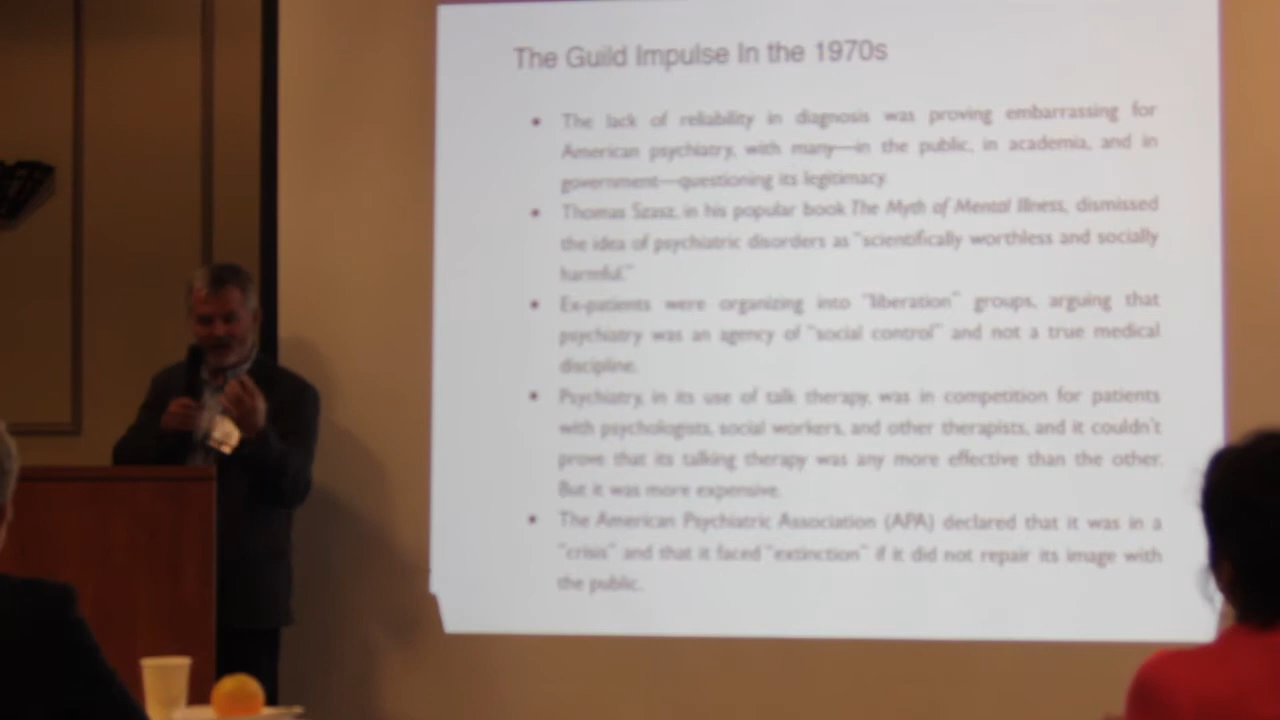 The Guild Impulse In the 1970s
• The lack of reliability in diagnosis was proving embarrassing for
American psychiatry, with many—in the public, in academia, and in
government—questioning its legitimacy.
• Thomas Szasz, in his popular book The Myth of Mental Illness, dismissed
the idea of psychiatric disorders as "scientifically worthless and socially
harmful."
• Ex-patients were organizing into "liberation" groups, arguing that
psychiatry was an agency of "social control" and not a true medical
discipline.
• Psychiatry, in its use of talk therapy, was in competition for patients
with psychologists, social workers, and other therapists, and it couldn't
prove that its talking therapy was any more effective than the other.
But it was more expensive.
• The American Psychiatric Association (APA) declared that it was in a
"crisis" and that it faced "extinction" if it did not repair its image with
the public.